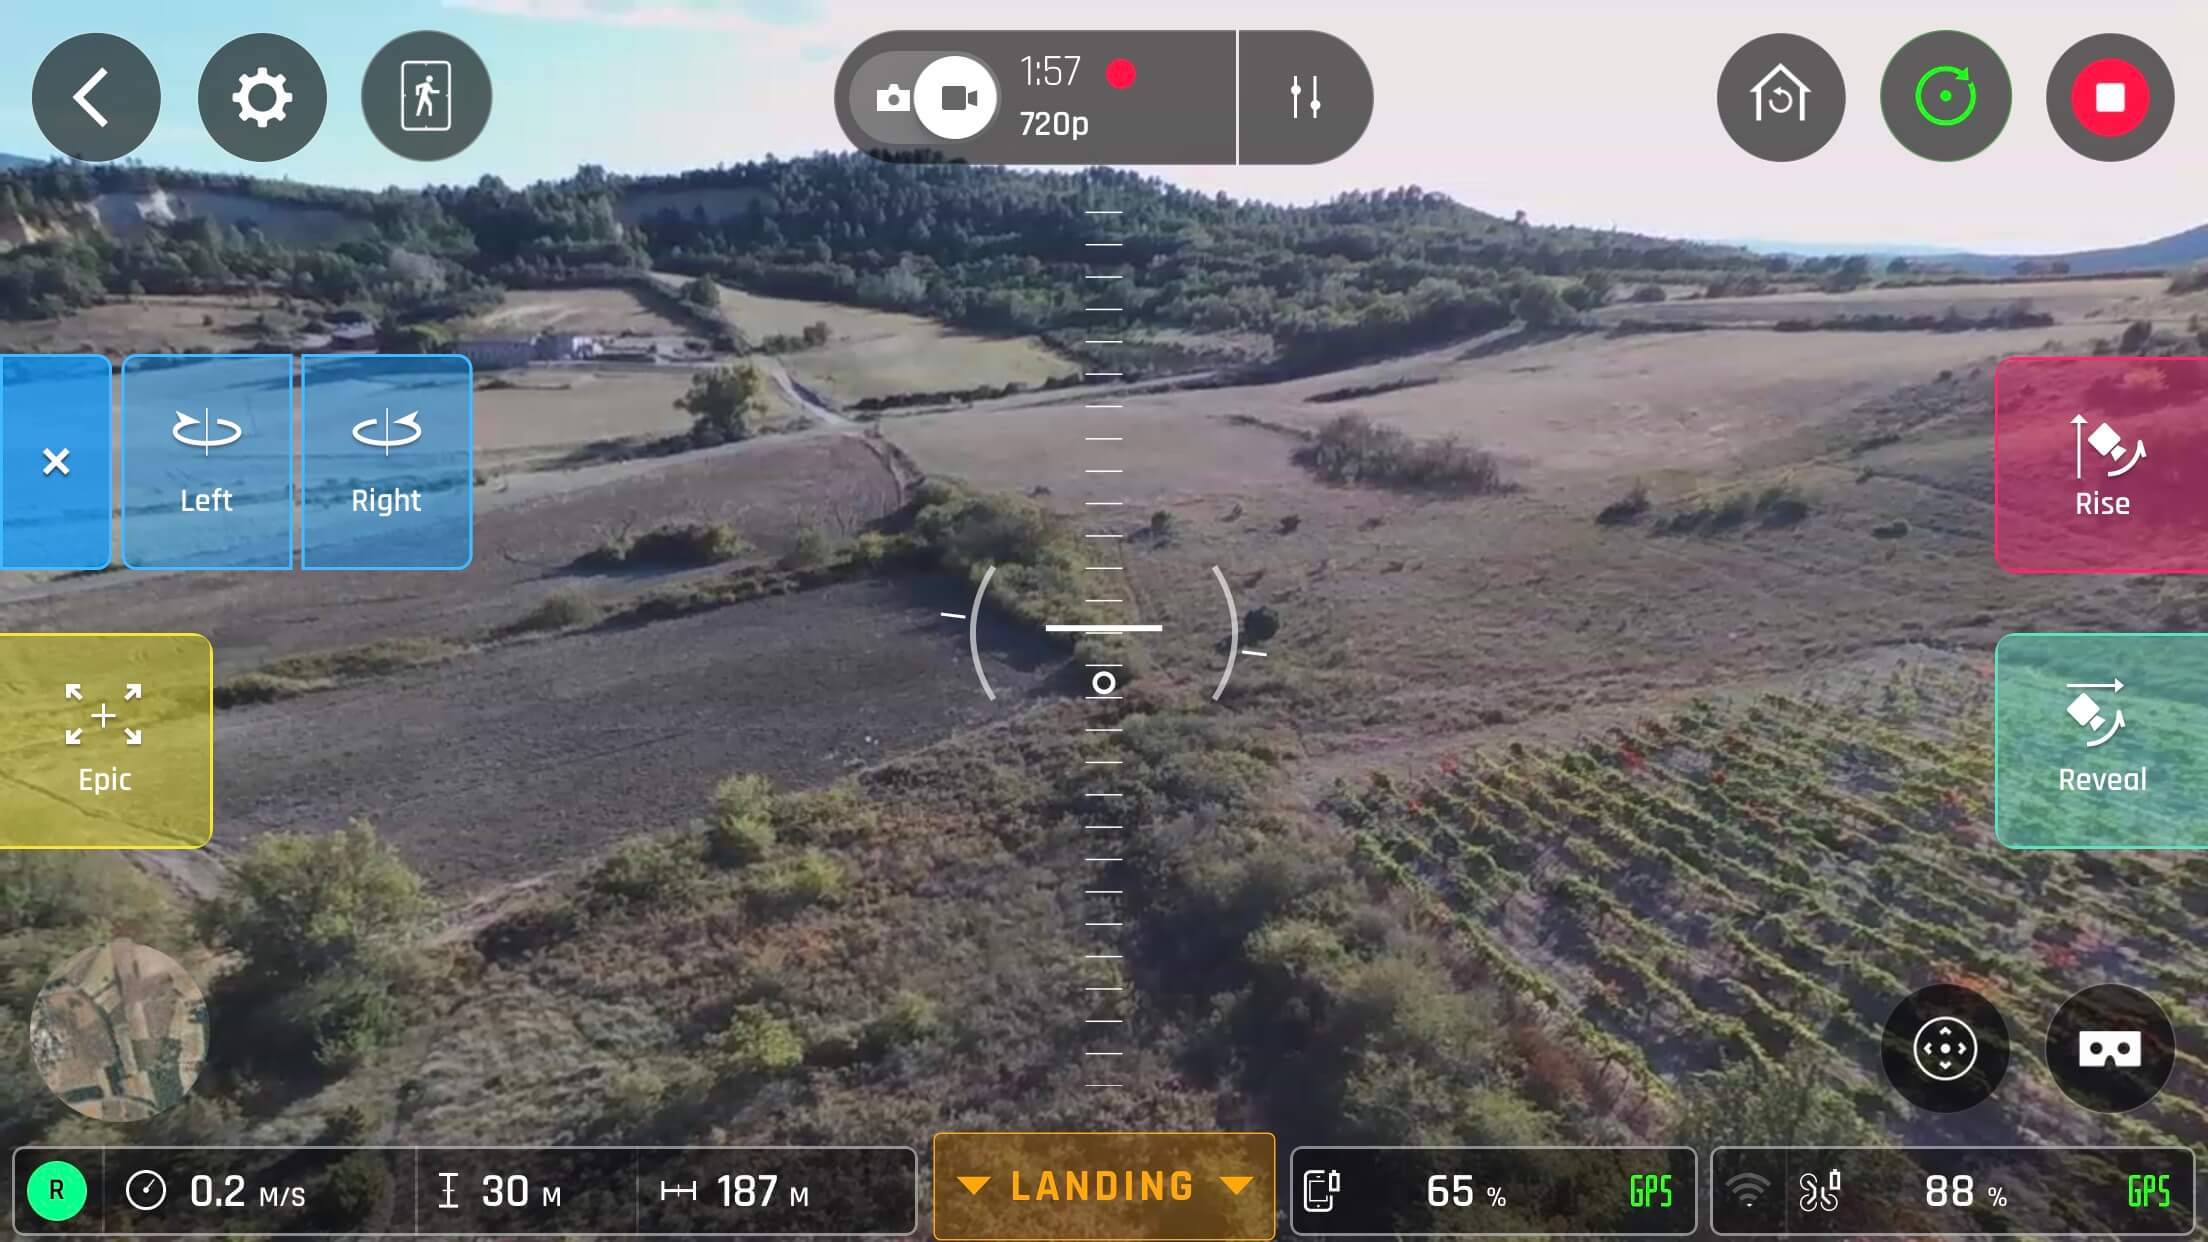 1:57
720p
Left
Right
Rise
Epic
Reveal
R
0.2 M/S
30 M
187 M
LANDING
65 %
GPS
88 %
GPS